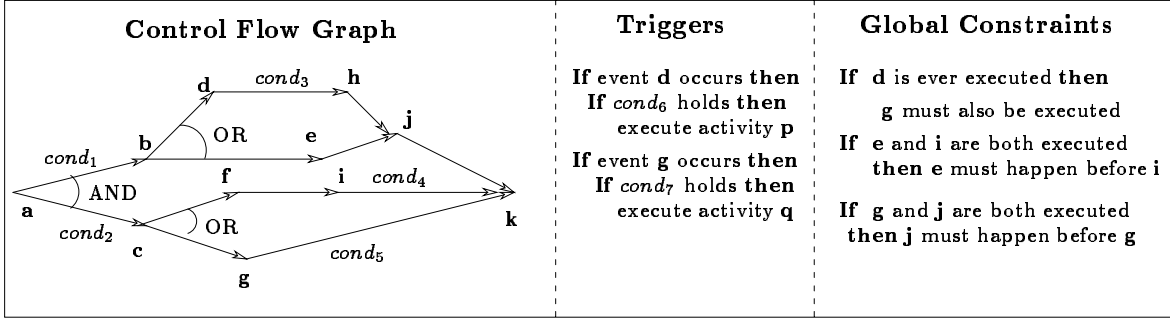 Control Flow Graph
d
cond3
h
b
OR
e
j
cond1
a
AND
f
i
cond4
cond2
c
OR
k
g
cond5
Triggers
If event d occurs then
If cond6 holds then
execute activity p
If event g occurs then
If cond7 holds then
execute activity q
Global Constraints
If d is ever executed then
g must also be executed
If e and i are both executed
then e must happen before i
If g and j are both executed
then j must happen before g